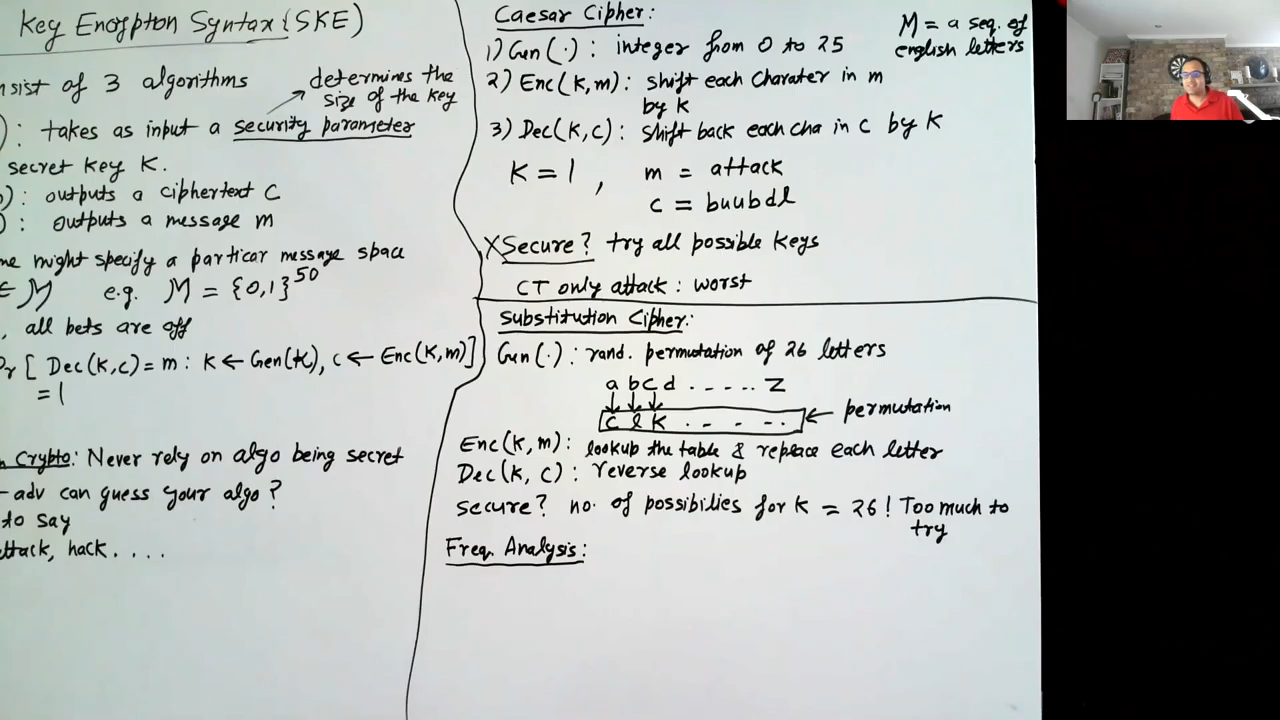 Key Encryption Syntax (SKE)
nsist of 3 algorithms
determines the
size of the key
): takes as input a security parameter
secret key K.
): outputs a ciphertext C
): outputs a message m
me might specify a particar message space
∈ M e.g. M = {0,1}^50
, all bets are off
Pr [ Dec(K,c) = m : K ← Gen(K), c ← Enc(K,m) ]
= 1
Crypto: Never rely on algo being secret
- adv can guess your algo?
to say
attack, hack. . . .
Caesar Cipher:
M = a seq. of
english letters
1) Gen(·) : integer from 0 to 25
2) Enc(K,m) : shift each charater in m
by K
3) Dec(K,C) : shift back each cha in c by K
K = 1 , m = attack
c = buubdl
X Secure? try all possible keys
CT only attack : worst
Substitution Cipher:
Gen(·) : rand. permutation of 26 letters
a b c d . - . . . . z
c l k . - - - . ← permutation
Enc(K,m) : lookup the table & replace each letter
Dec(K,C) : reverse lookup
secure? no. of possibilies for K = 26! Too much to
try
Freq. Analysis: